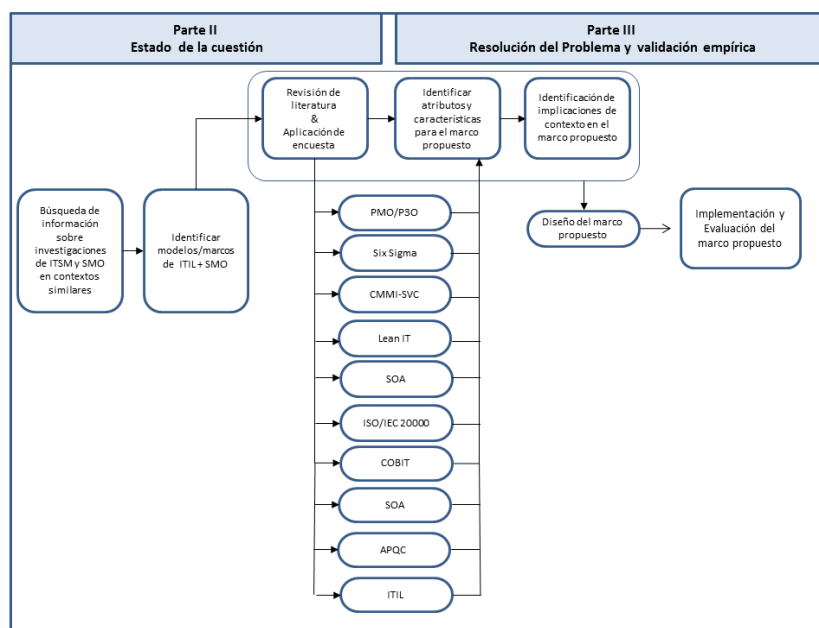 Parte II
Estado de la cuestión
Parte III
Resolución del Problema y validación empírica
Búsqueda de
información
sobre
investigaciones
de ITSM y SMO
en contextos
similares
Identificar
modelos/marcos
de ITIL + SMO
Revisión de
literatura
&
Aplicación de
encuesta
Identificar
atributos y
características
para el marco
propuesto
Identificación de
implicaciones de
contexto en el
marco propuesto
PMO/P3O
Six Sigma
CMMI-SVC
Lean IT
SOA
ISO/IEC 20000
COBIT
SOA
APQC
ITIL
Diseño del marco
propuesto
Implementación y
Evaluación del
marco propuesto